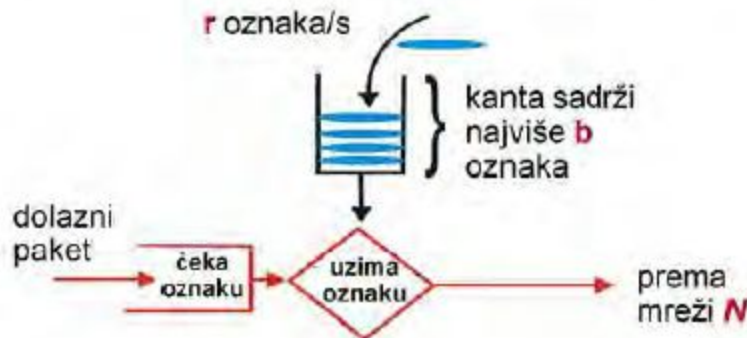 r oznaka/s
kanta sadrži
najviše b
oznaka
dolazni
paket
čeka
oznaku
uzima
oznaku
prema
mreži N